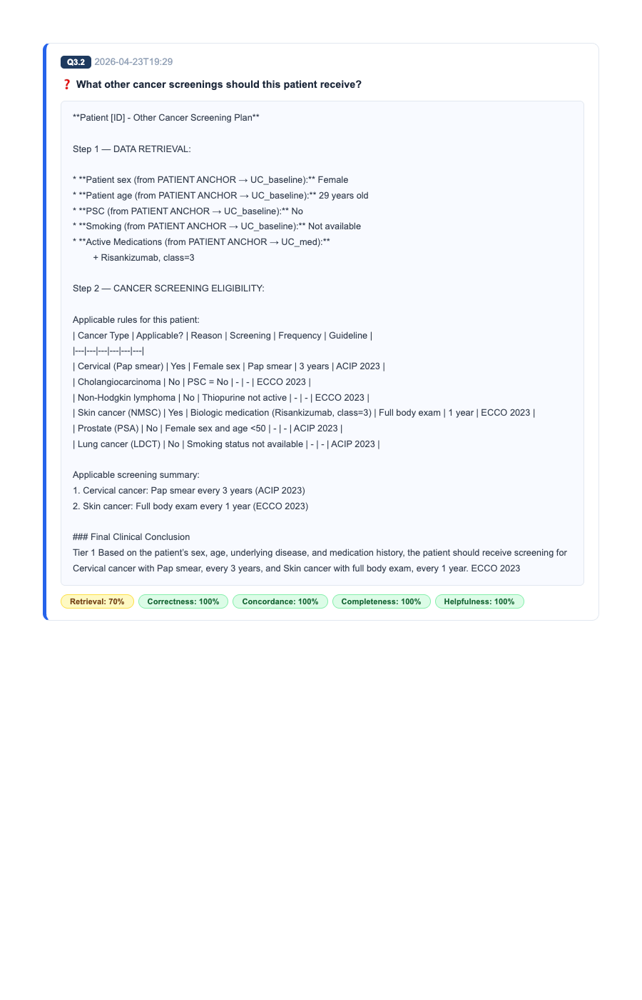 Q3.2 2026-04-23T19:29
❓ What other cancer screenings should this patient receive?
**Patient [ID] - Other Cancer Screening Plan**
Step 1 — DATA RETRIEVAL:
* **Patient sex (from PATIENT ANCHOR → UC_baseline):** Female
* **Patient age (from PATIENT ANCHOR → UC_baseline):** 29 years old
* **PSC (from PATIENT ANCHOR → UC_baseline):** No
* **Smoking (from PATIENT ANCHOR → UC_baseline):** Not available
* **Active Medications (from PATIENT ANCHOR → UC_med):**
+ Risankizumab, class=3
Step 2 — CANCER SCREENING ELIGIBILITY:
Applicable rules for this patient:
| Cancer Type | Applicable? | Reason | Screening | Frequency | Guideline |
|---|---|---|---|---|---|
| Cervical (Pap smear) | Yes | Female sex | Pap smear | 3 years | ACIP 2023 |
| Cholangiocarcinoma | No | PSC = No | - | - | ECCO 2023 |
| Non-Hodgkin lymphoma | No | Thiopurine not active | - | - | ECCO 2023 |
| Skin cancer (NMSC) | Yes | Biologic medication (Risankizumab, class=3) | Full body exam | 1 year | ECCO 2023 |
| Prostate (PSA) | No | Female sex and age <50 | - | - | ACIP 2023 |
| Lung cancer (LDCT) | No | Smoking status not available | - | - | ACIP 2023 |
Applicable screening summary:
1. Cervical cancer: Pap smear every 3 years (ACIP 2023)
2. Skin cancer: Full body exam every 1 year (ECCO 2023)
### Final Clinical Conclusion
Tier 1 Based on the patient's sex, age, underlying disease, and medication history, the patient should receive screening for
Cervical cancer with Pap smear, every 3 years, and Skin cancer with full body exam, every 1 year. ECCO 2023
Retrieval: 70% Correctness: 100% Concordance: 100% Completeness: 100% Helpfulness: 100%